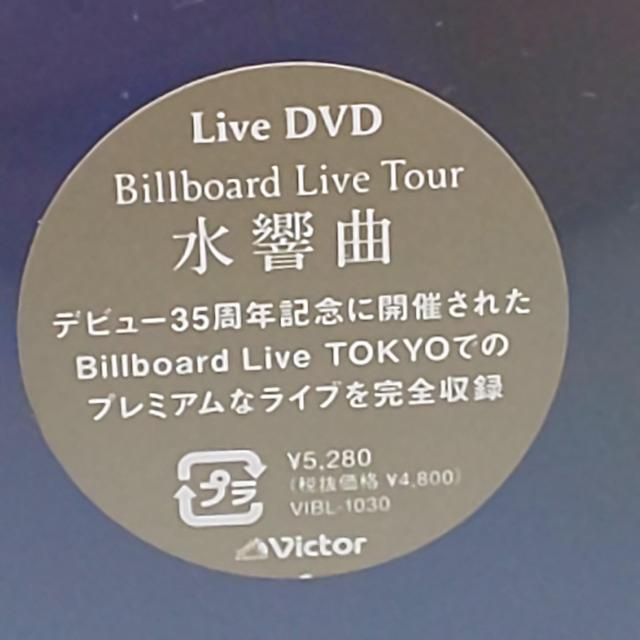 Live DVD
Billboard Live Tour
水響曲
デビュー35周年記念に開催された
Billboard Live TOKYOでの
プレミアムなライブを完全収録
プラ
¥5,280
(税抜価格 ¥4,800)
VIBL-1030
Victor